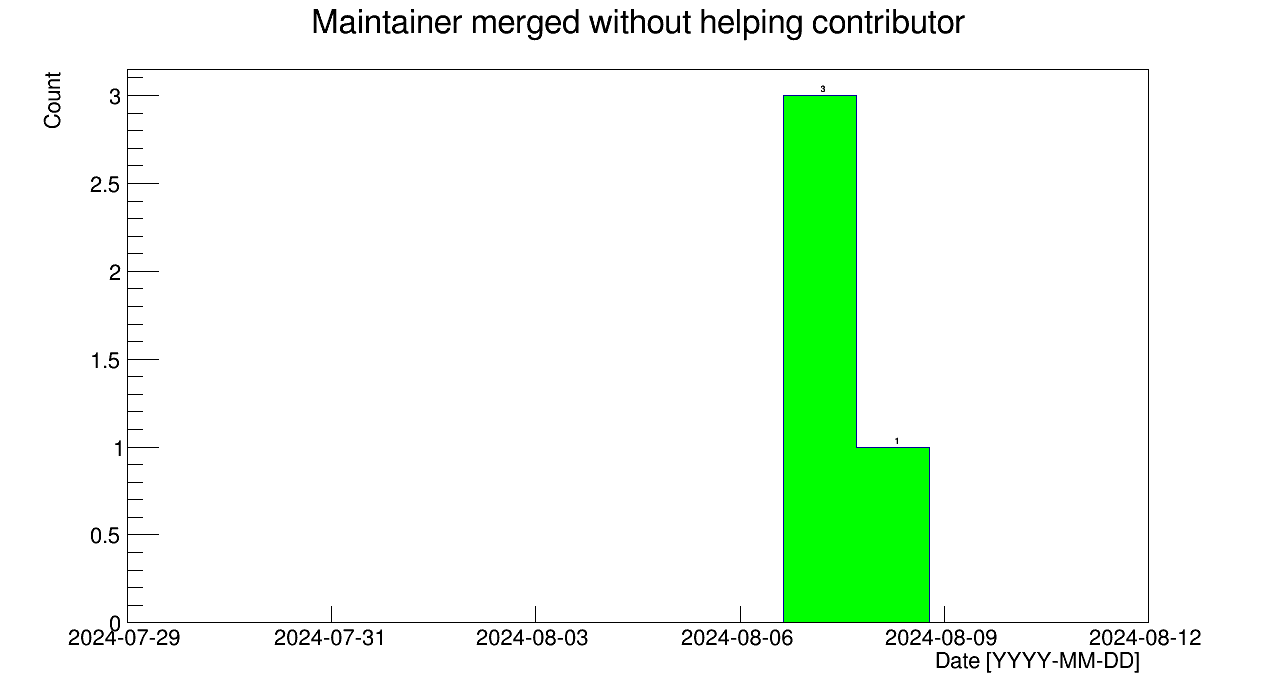 Maintainer merged without helping contributor
Count
3
2.5
2
1.5
1
0.5
0
3
1
2024-07-29 2024-07-31 2024-08-03 2024-08-06 2024-08-09 2024-08-12
Date [YYYY-MM-DD]